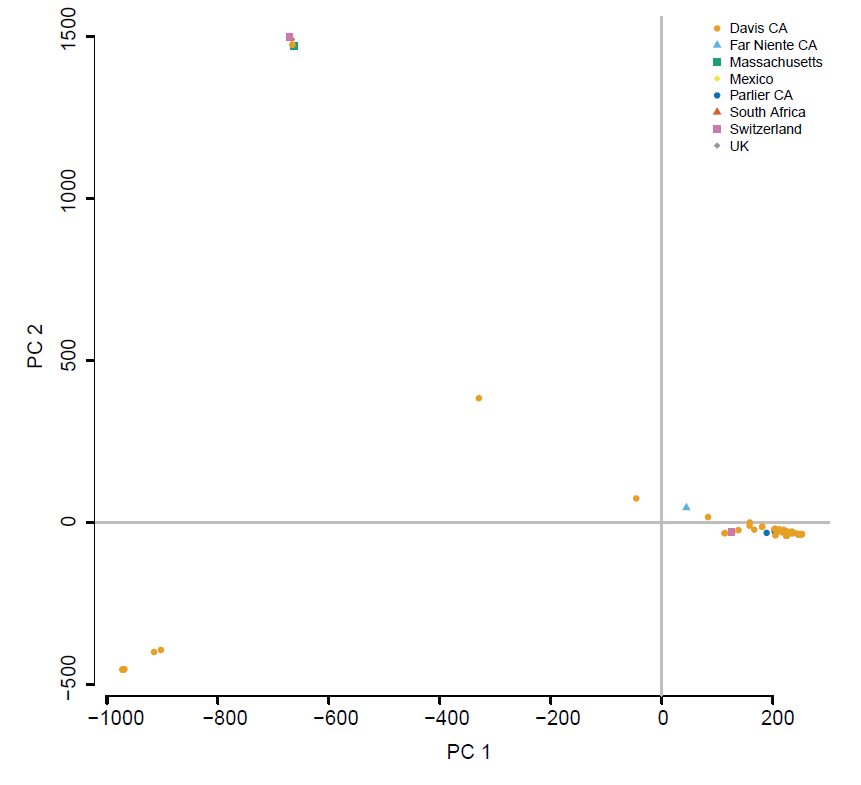 1500
1000
500
0
−500
PC 2
Davis CA
Far Niente CA
Massachusetts
Mexico
Parlier CA
South Africa
Switzerland
UK
−1000 −800 −600 −400 −200 0 200
PC 1